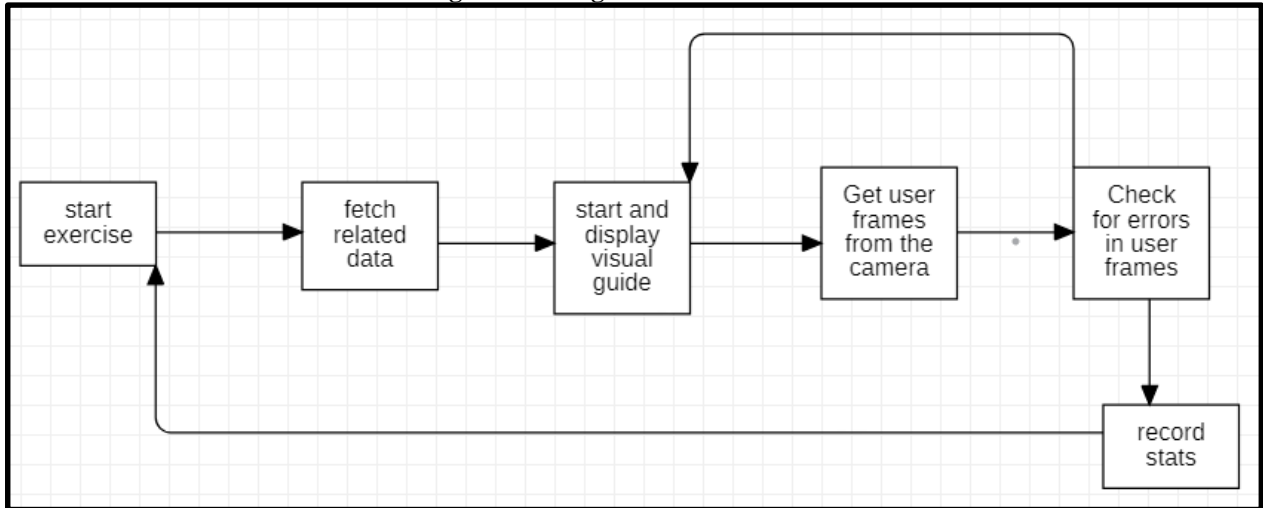 start
exercise
fetch
related
data
start and
display
visual
guide
Get user
frames
from the
camera
Check
for errors
in user
frames
record
stats